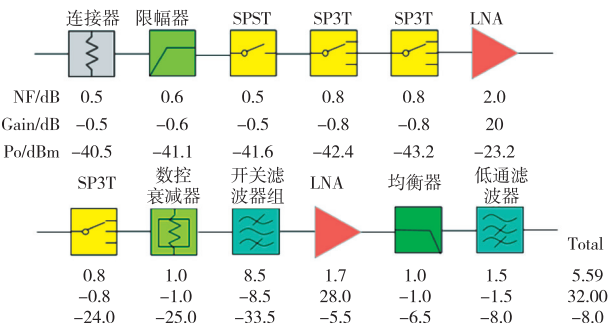 连接器 限幅器 SPST SP3T SP3T LNA
NF/dB 0.5 0.6 0.5 0.8 0.8 2.0
Gain/dB −0.5 −0.6 −0.5 −0.8 −0.8 20
Po/dBm −40.5 −41.1 −41.6 −42.4 −43.2 −23.2
SP3T 数控 开关滤 LNA 均衡器 低通滤
衰减器 波器组 波器
Total
0.8 1.0 8.5 1.7 1.0 1.5 5.59
−0.8 −1.0 −8.5 28.0 −1.0 −1.5 32.00
−24.0 −25.0 −33.5 −5.5 −6.5 −8.0 −8.0